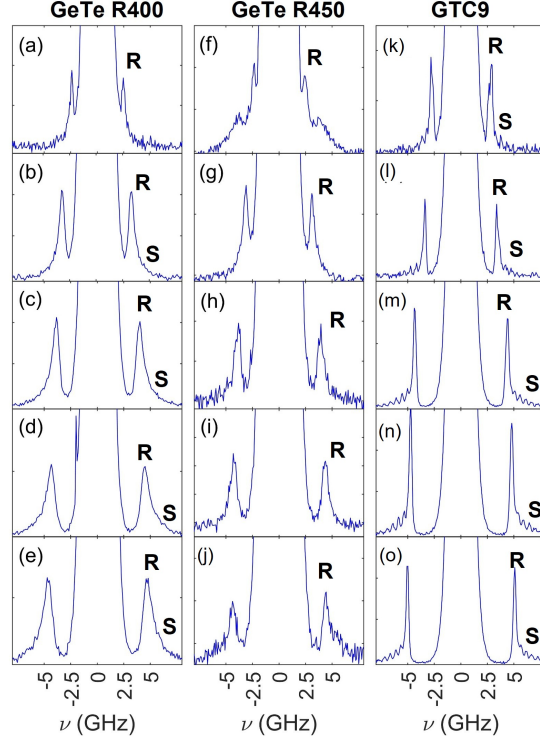 GeTe R400 GeTe R450 GTC9
(a) R (f) R (k) R S
(b) R S (g) R (l) R S
(c) R S (h) R (m) R S
(d) R S (i) R (n) S
(e) R S (j) R (o) R S
-5 -2.5 0 2.5 5 -5 -2.5 0 2.5 5 -5 -2.5 0 2.5 5
ν (GHz) ν (GHz) ν (GHz)